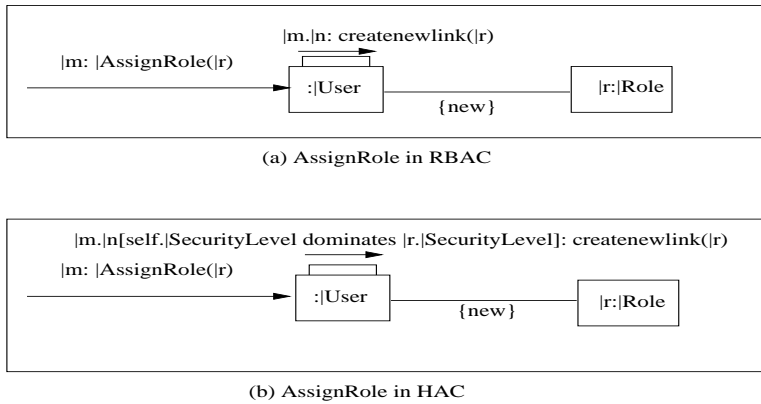 |m.|n: createnewlink(|r)
|m: |AssignRole(|r)
:|User
|r:|Role
{new}
(a) AssignRole in RBAC
|m.|n[self.|SecurityLevel dominates |r.|SecurityLevel]: createnewlink(|r)
|m: |AssignRole(|r)
:|User
|r:|Role
{new}
(b) AssignRole in HAC